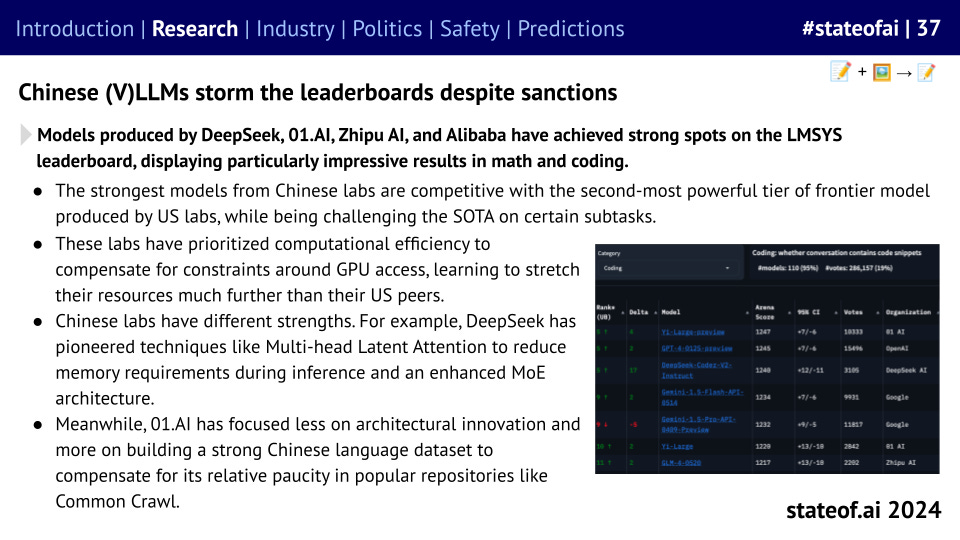 Introduction | Research | Industry | Politics | Safety | Predictions
#stateofai | 37
Chinese (V)LLMs storm the leaderboards despite sanctions
Models produced by DeepSeek, 01.AI, Zhipu AI, and Alibaba have achieved strong spots on the LMSYS
leaderboard, displaying particularly impressive results in math and coding.
● The strongest models from Chinese labs are competitive with the second-most powerful tier of frontier model
produced by US labs, while being challenging the SOTA on certain subtasks.
● These labs have prioritized computational efficiency to
compensate for constraints around GPU access, learning to stretch
their resources much further than their US peers.
● Chinese labs have different strengths. For example, DeepSeek has
pioneered techniques like Multi-head Latent Attention to reduce
memory requirements during inference and an enhanced MoE
architecture.
● Meanwhile, 01.AI has focused less on architectural innovation and
more on building a strong Chinese language dataset to
compensate for its relative paucity in popular repositories like
Common Crawl.
Category
Coding
Coding: whether conversation contains code snippets
#models: 110 (95%) #votes: 286,157 (19%)
Rank* (UB) Delta Model Arena Score 95% CI Votes Organization
4 Yi-Large-preview 1247 +7/-6 10333 01 AI
2 GPT-4-0125-preview 1245 +7/-6 15496 OpenAI
17 DeepSeek-Coder-V2-Instruct 1240 +12/-11 3105 DeepSeek AI
9 ↑ 2 Gemini-1.5-Flash-API-0514 1234 +7/-6 9931 Google
9 ↓ -5 Gemini-1.5-Pro-API-0409-Preview 1232 +9/-5 11817 Google
10 ↑ 2 Yi-Large 1220 +13/-10 2842 01 AI
11 ↑ 2 GLM-4-0520 1217 +13/-10 2202 Zhipu AI
stateof.ai 2024